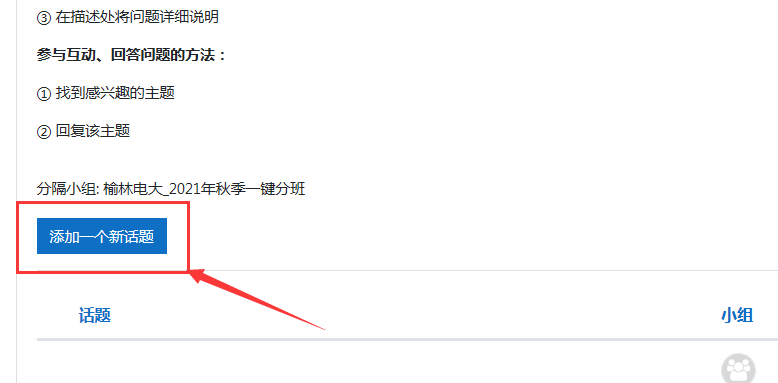 ③ 在描述处将问题详细说明
参与互动、回答问题的方法：
① 找到感兴趣的主题
② 回复该主题
分隔小组: 榆林电大_2021年秋季一键分班
添加一个新话题
话题 小组